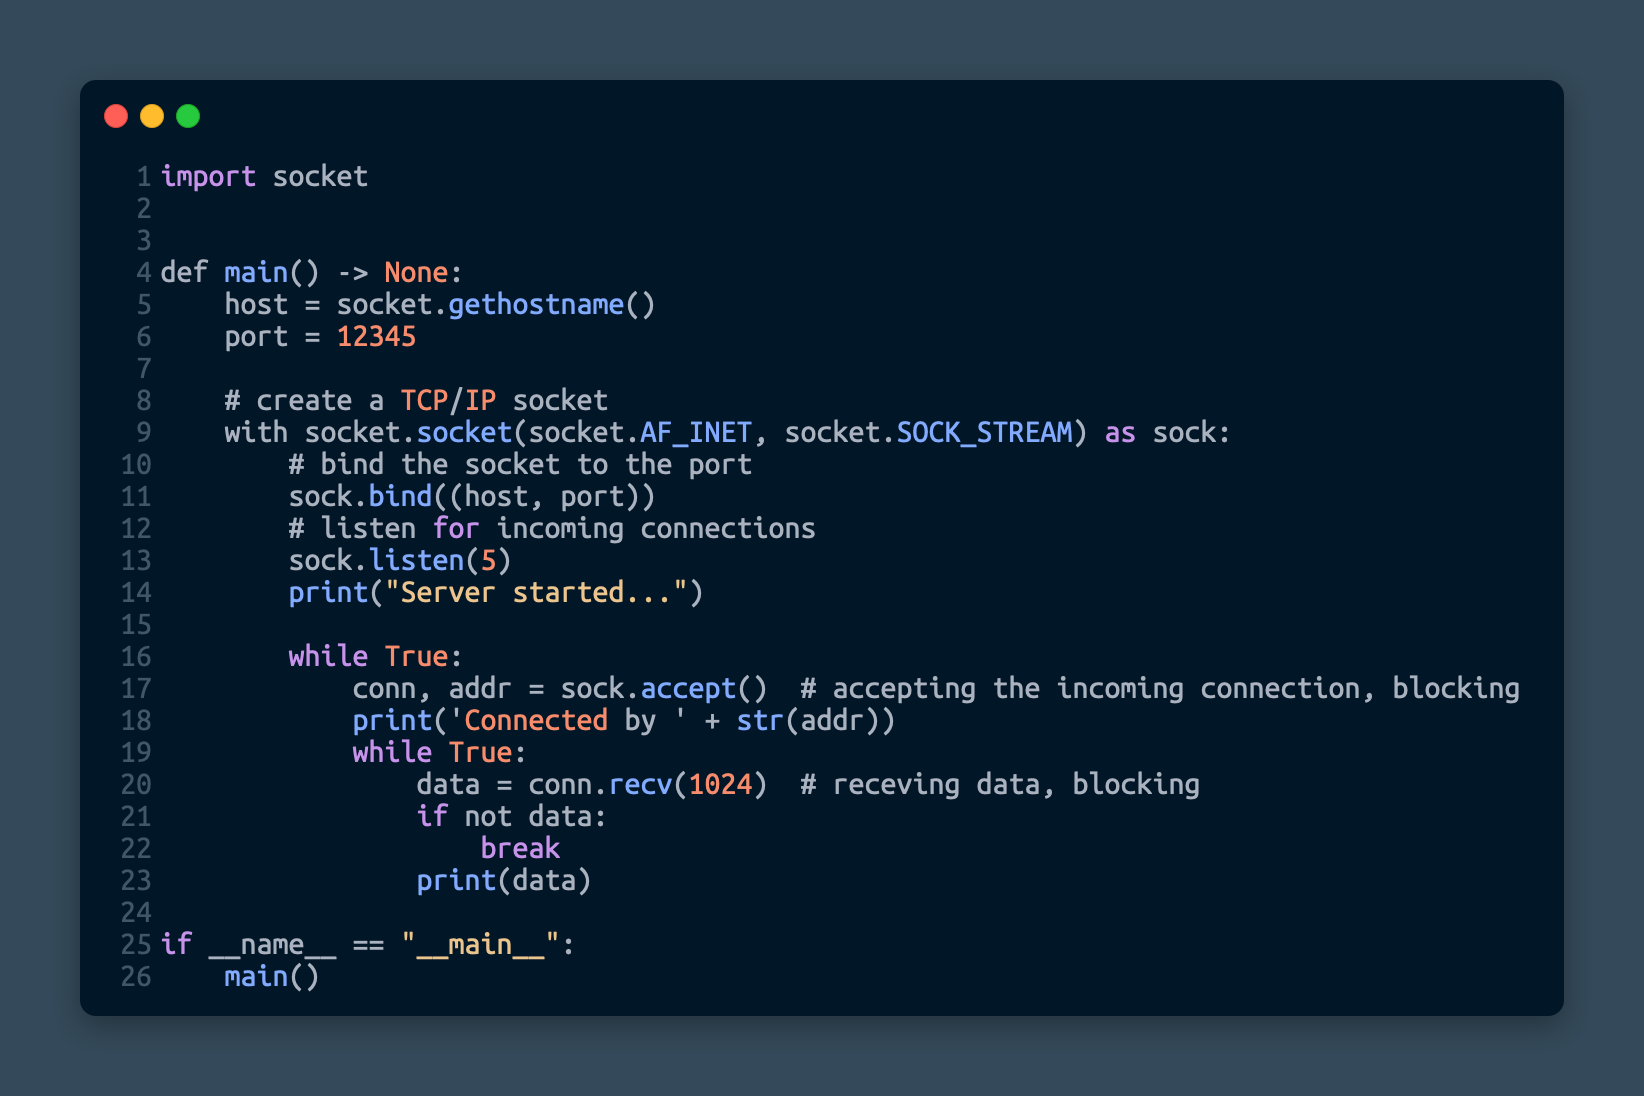 1 import socket
2
3
4 def main() -> None:
5     host = socket.gethostname()
6     port = 12345
7
8     # create a TCP/IP socket
9     with socket.socket(socket.AF_INET, socket.SOCK_STREAM) as sock:
10         # bind the socket to the port
11         sock.bind((host, port))
12         # listen for incoming connections
13         sock.listen(5)
14         print("Server started...")
15
16         while True:
17             conn, addr = sock.accept()  # accepting the incoming connection, blocking
18             print('Connected by ' + str(addr))
19             while True:
20                 data = conn.recv(1024)  # receving data, blocking
21                 if not data:
22                     break
23                 print(data)
24
25 if __name__ == "__main__":
26     main()